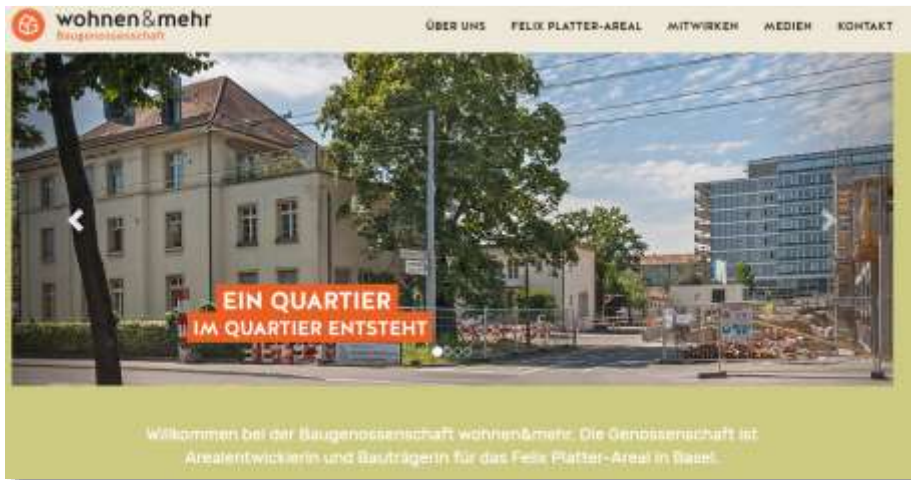 wohnen&mehr
Baugenossenschaft
ÜBER UNS FELIX PLATTER-AREAL MITWIRKEN MEDIEN KONTAKT
EIN QUARTIER
IM QUARTIER ENTSTEHT
Willkommen bei der Baugenossenschaft wohnen&mehr. Die Genossenschaft ist
Arealentwicklerin und Bauträgerin für das Felix Platter-Areal in Basel.